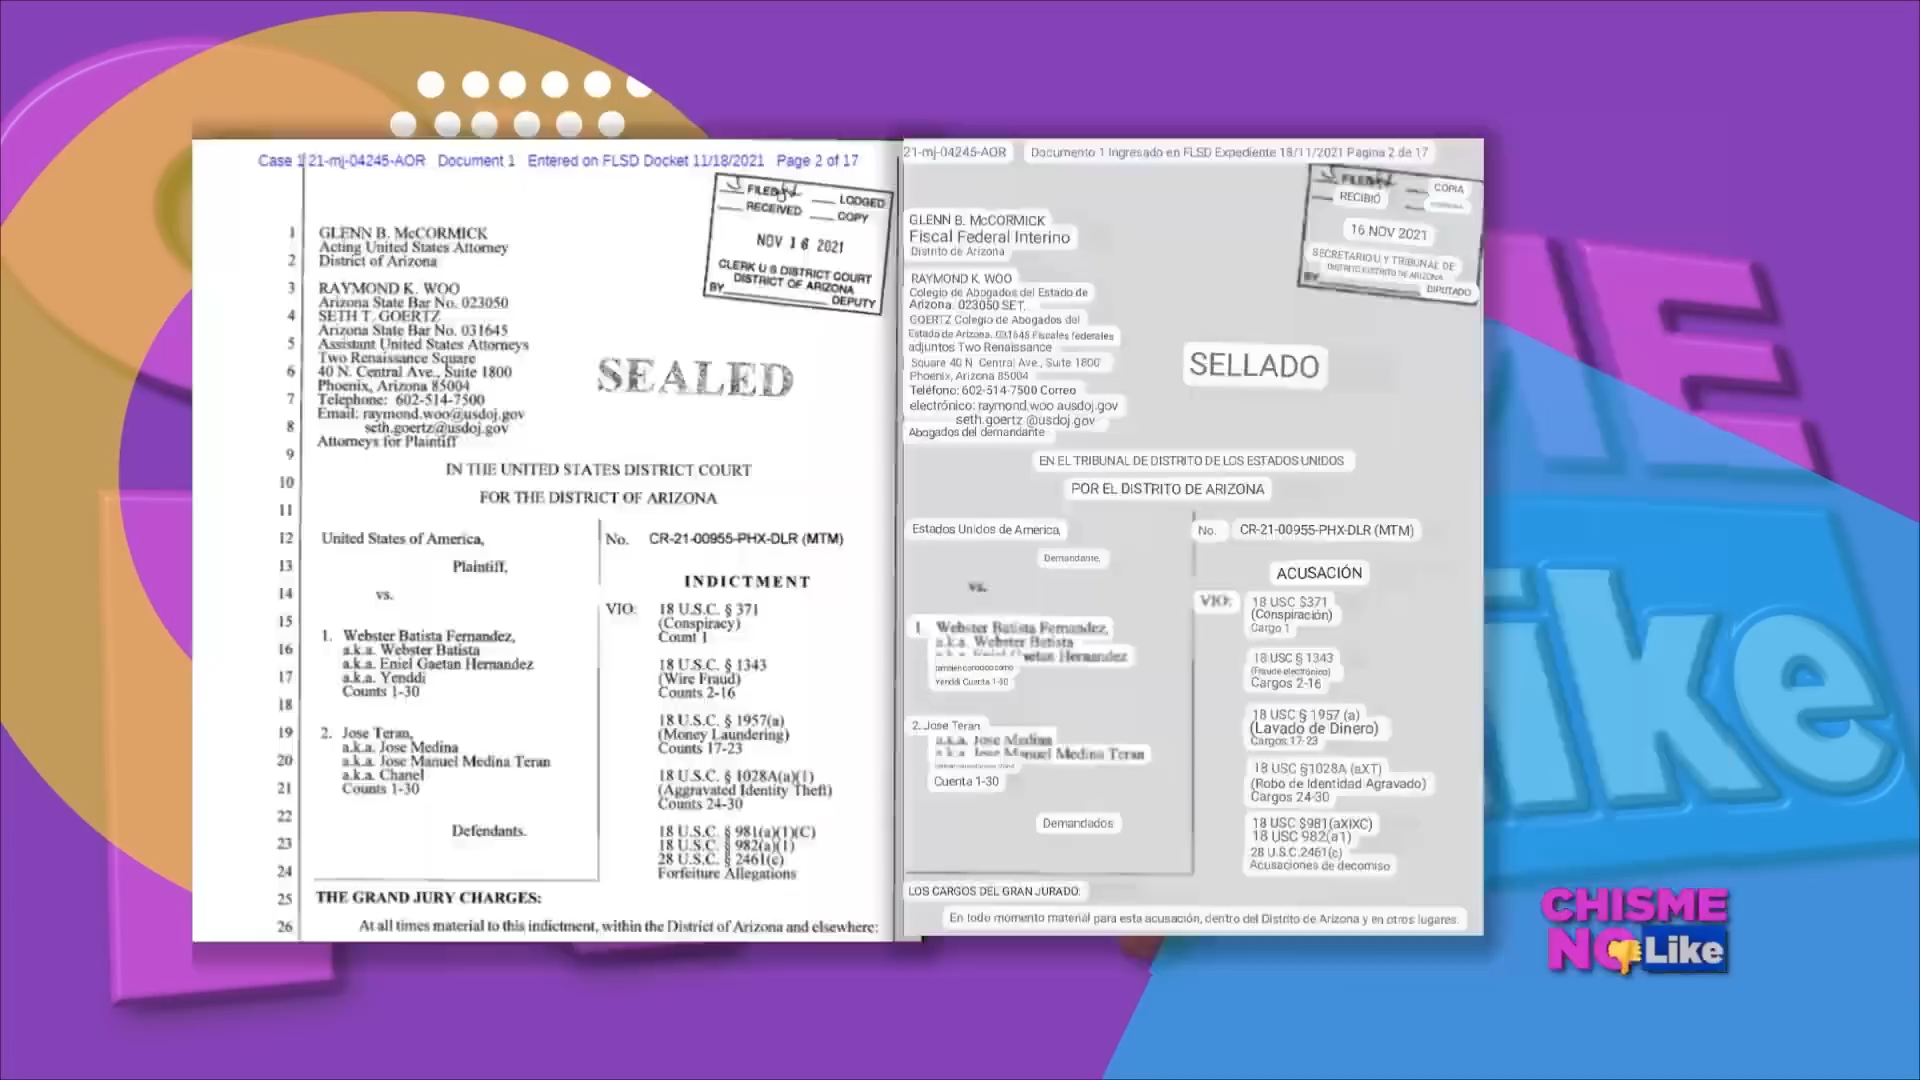 Case 1:21-mj-04245-AOR Document 1 Entered on FLSD Docket 11/18/2021 Page 2 of 17
FILED LODGED
RECEIVED COPY
NOV 16 2021
CLERK U S DISTRICT COURT
DISTRICT OF ARIZONA
BY DEPUTY
1 GLENN B. McCORMICK
Acting United States Attorney
2 District of Arizona
3 RAYMOND K. WOO
Arizona State Bar No. 023050
4 SETH T. GOERTZ
Arizona State Bar No. 031645
5 Assistant United States Attorneys
Two Renaissance Square
6 40 N. Central Ave., Suite 1800
Phoenix, Arizona 85004
7 Telephone: 602-514-7500
Email: raymond.woo@usdoj.gov
8 seth.goertz@usdoj.gov
Attorneys for Plaintiff
SEALED
9
IN THE UNITED STATES DISTRICT COURT
10
FOR THE DISTRICT OF ARIZONA
11
12 United States of America,
13 Plaintiff,
14 vs.
15
1. Webster Batista Fernandez,
16 a.k.a. Webster Batista
a.k.a. Eniel Gaetan Hernandez
17 a.k.a. Yenddi
Counts 1-30
18
19 2. Jose Teran,
a.k.a. Jose Medina
20 a.k.a. Jose Manuel Medina Teran
a.k.a. Chanel
21 Counts 1-30
22
Defendants.
23
24
No. CR-21-00955-PHX-DLR (MTM)
INDICTMENT
VIO: 18 U.S.C. § 371
(Conspiracy)
Count 1
18 U.S.C. § 1343
(Wire Fraud)
Counts 2-16
18 U.S.C. § 1957(a)
(Money Laundering)
Counts 17-23
18 U.S.C. § 1028A(a)(1)
(Aggravated Identity Theft)
Counts 24-30
18 U.S.C. § 981(a)(1)(C)
18 U.S.C. § 982(a)(1)
28 U.S.C. § 2461(c)
Forfeiture Allegations
25 THE GRAND JURY CHARGES:
26 At all times material to this indictment, within the District of Arizona and elsewhere:
21-mj-04245-AOR Documento 1 Ingresado en FLSD Expediente 18/11/2021 Pagina 2 de 17
FILED COPIA
RECIBIÓ
16 NOV 2021
SECRETARIO U Y TRIBUNAL DE
DISTRITO DISTRITO DE ARIZONA
BY DIPUTADO
GLENN B. McCORMICK
Fiscal Federal Interino
Distrito de Arizona
RAYMOND K. WOO
Colegio de Abogados del Estado de
Arizona. 023050 SET.
GOERTZ Colegio de Abogados del
Estado de Arizona. 031645 Fiscales federales
adjuntos Two Renaissance
Square 40 N. Central Ave., Suite 1800
Phoenix, Arizona 85004
Teléfono: 602-514-7500 Correo
electrónico: raymond.woo ausdoj.gov
seth.goertz @usdoj.gov
Abogados del demandante
SELLADO
EN EL TRIBUNAL DE DISTRITO DE LOS ESTADOS UNIDOS
POR EL DISTRITO DE ARIZONA
Estados Unidos de America,
Demandante,
vs.
1. Webster Batista Fernandez,
a.k.a. Webster Batista
Gaetan Hernandez
también conocido como
Yenddi Cuenta 1-30
2. Jose Teran
a.k.a. Jose Medina
a.k.a. Jose Manuel Medina Teran
Cuenta 1-30
Demandados
No. CR-21-00955-PHX-DLR (MTM)
ACUSACIÓN
VIO: 18 USC $371
(Conspiración)
Cargo 1
18 USC § 1343
(Fraude electrónico)
Cargos 2-16
18 USC § 1957 (a)
(Lavado de Dinero)
Cargos 17-23
18 USC §1028A (aXT)
(Robo de Identidad Agravado)
Cargos 24-30
18 USC $981(aXiXC)
18 USC 982(a1)
28 U.S.C.2461(c)
Acusaciones de decomiso
LOS CARGOS DEL GRAN JURADO:
En todo momento material para esta acusación, dentro del Distrito de Arizona y en otros lugares.
CHISME
NO Like